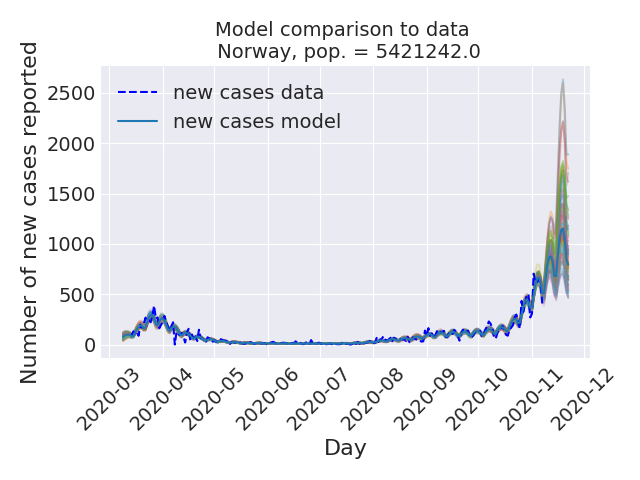 Model comparison to data
Norway, pop. = 5421242.0
new cases data
new cases model
Number of new cases reported
2500
2000
1500
1000
500
0
2020-03
2020-04
2020-05
2020-06
2020-07
2020-08
2020-09
2020-10
2020-11
2020-12
Day